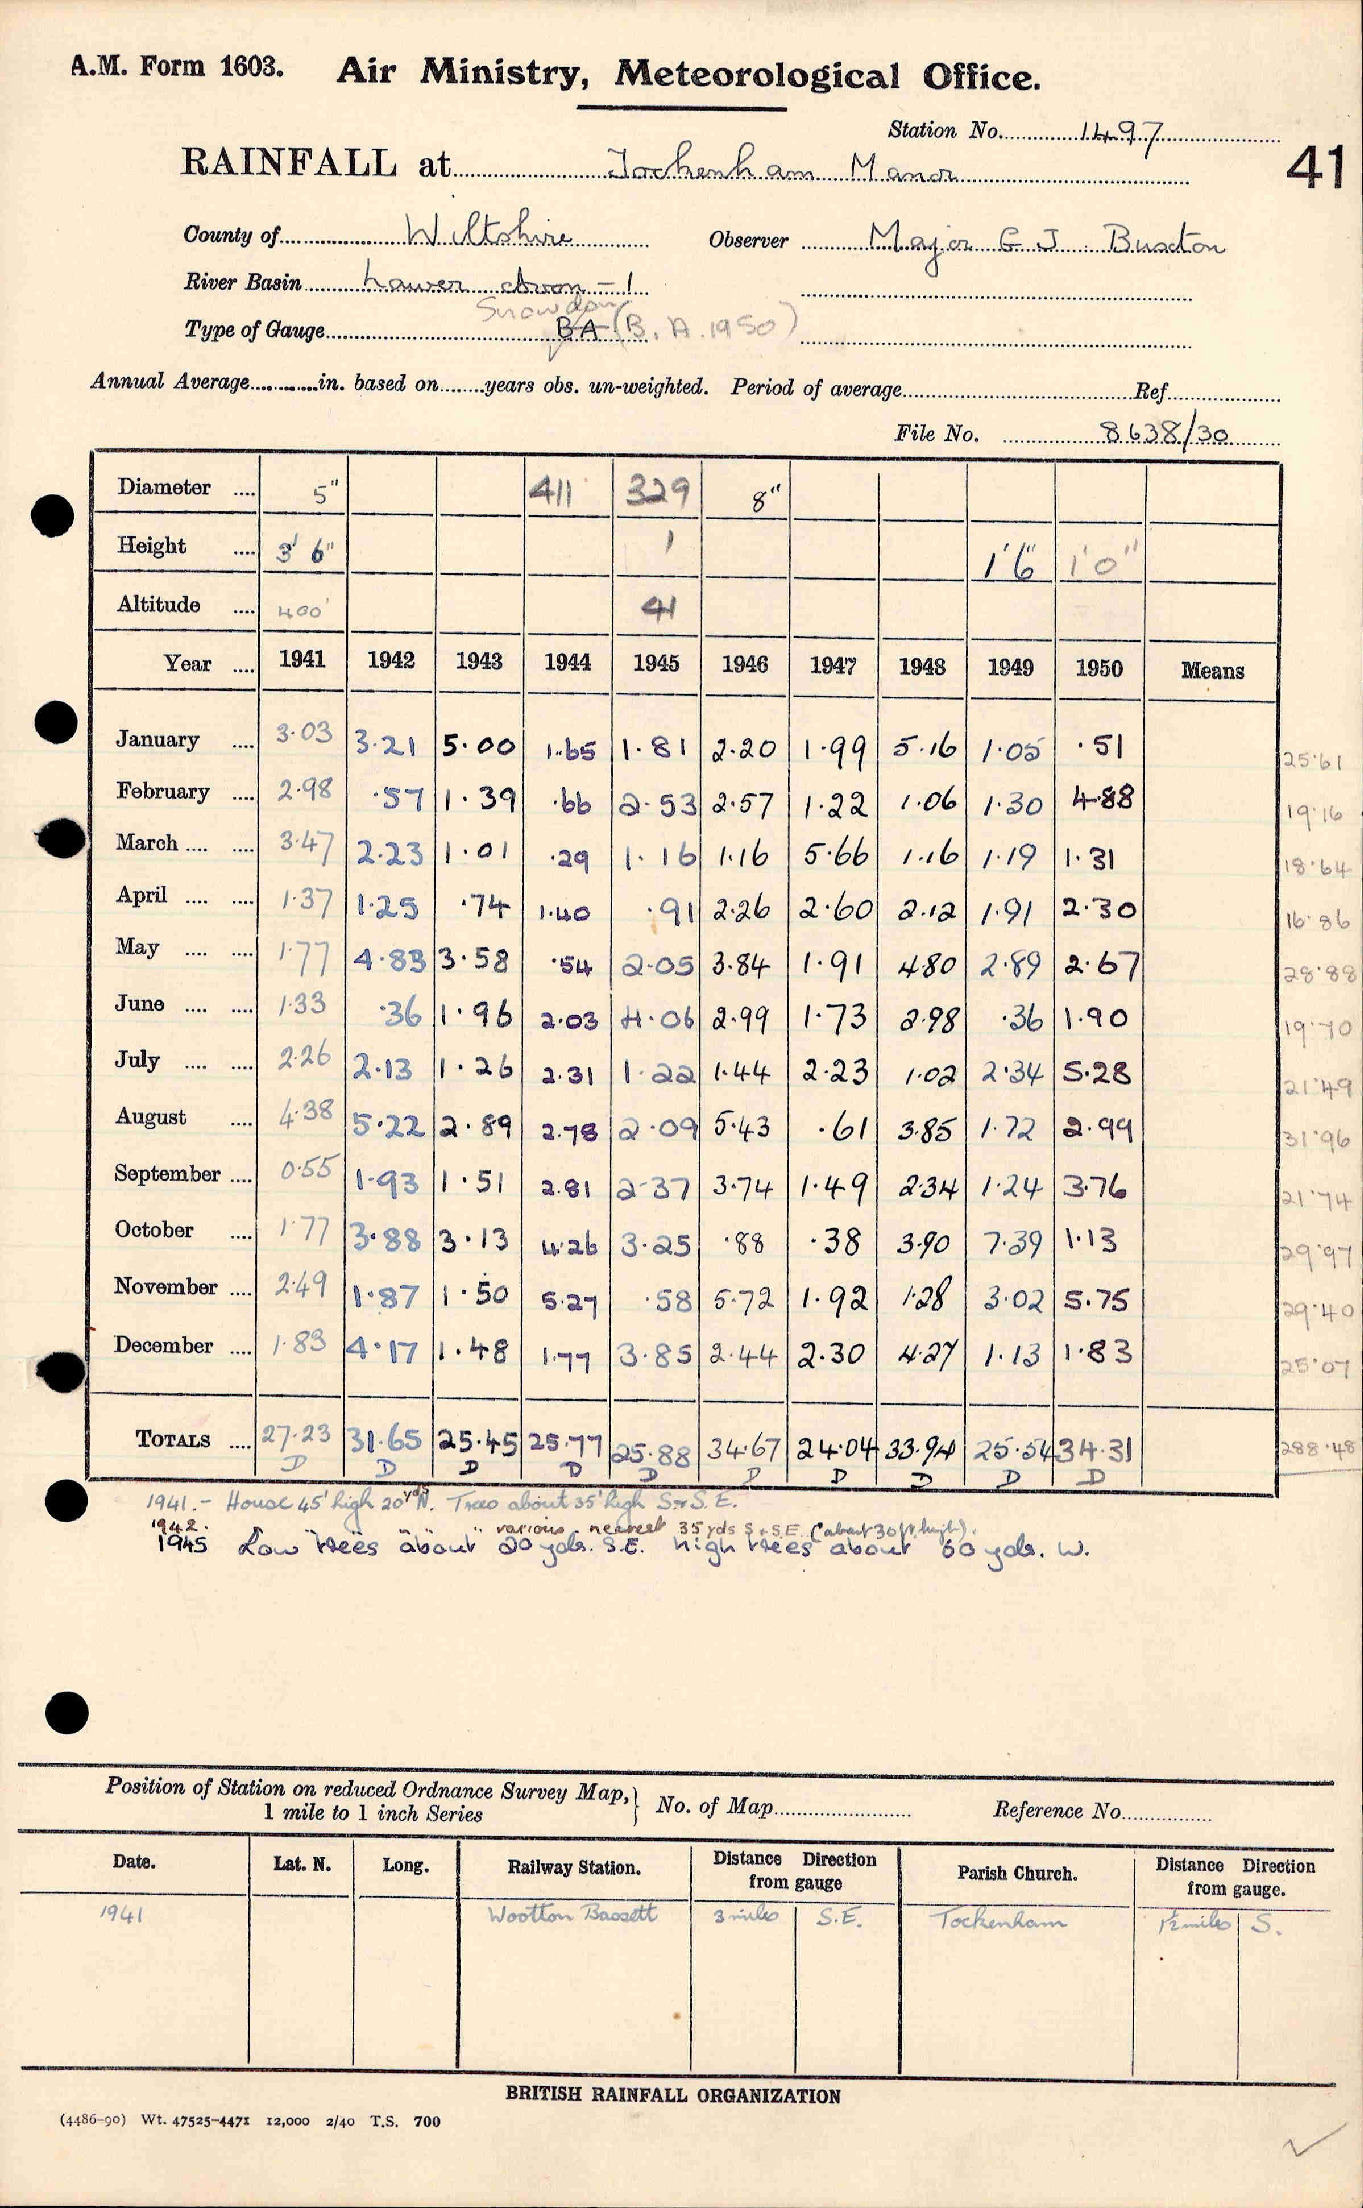 A.M. Form 1603. Air Ministry, Meteorological Office.
Station No. 1497
41
RAINFALL at Tockenham Manor
County of Wiltshire Observer Major G J Buxton
River Basin Lower Avon - 1
Snowdon
Type of Gauge BA (B.A. 1950)
Annual Average in. based on years obs. un-weighted. Period of average Ref
File No. 8638/30
Diameter 5" 411 329 8"
Height 3' 6" 1 1'6" 1'0"
Altitude 400' 41
Year 1941 1942 1943 1944 1945 1946 1947 1948 1949 1950 Means
January 3.03 3.21 5.00 1.65 1.81 2.20 1.99 5.16 1.05 .51 25.61
February 2.98 .57 1.39 .66 2.53 2.57 1.22 1.06 1.30 4.88 19.16
March 3.47 2.23 1.01 .29 1.16 1.16 5.66 1.16 1.19 1.31 18.64
April 1.37 1.25 .74 1.40 .91 2.26 2.60 2.12 1.91 2.30 16.86
May 1.77 4.83 3.58 .54 2.05 3.84 1.91 4.80 2.89 2.67 28.88
June 1.33 .36 1.96 2.03 4.06 2.99 1.73 2.98 .36 1.90 19.70
July 2.26 2.13 1.26 2.31 1.22 1.44 2.23 1.02 2.34 5.28 21.49
August 4.38 5.22 2.89 2.78 2.09 5.43 .61 3.85 1.72 2.99 31.96
September 0.55 1.93 1.51 2.81 2.37 3.74 1.49 2.34 1.24 3.76 21.74
October 1.77 3.88 3.13 4.26 3.25 .88 .38 3.90 7.39 1.13 29.97
November 2.49 1.87 1.50 5.27 .58 5.72 1.92 1.28 3.02 5.75 29.40
December 1.83 4.17 1.48 1.77 3.85 2.44 2.30 4.27 1.13 1.83 25.07
TOTALS 27.23 31.65 25.45 25.77 25.88 34.67 24.04 33.94 25.54 34.31 288.48
D D D D D D D D D D
1941.- House 45' high 20 yds N. Trees about 35' high S & S.E.
1942. " " " " various - nearest 35 yds S & S.E. (about 30 ft. high).
1945 Low trees about 20 yds. S.E. high trees about 60 yds. W.
Position of Station on reduced Ordnance Survey Map, 1 mile to 1 inch Series } No. of Map Reference No.
Date. Lat. N. Long. Railway Station. Distance Direction from gauge Parish Church. Distance Direction from gauge.
1941 Wootton Bassett 3 miles S.E. Tockenham 1½ miles S.
BRITISH RAINFALL ORGANIZATION
(4486-90) Wt. 47525-4471 12,000 2/40 T.S. 700